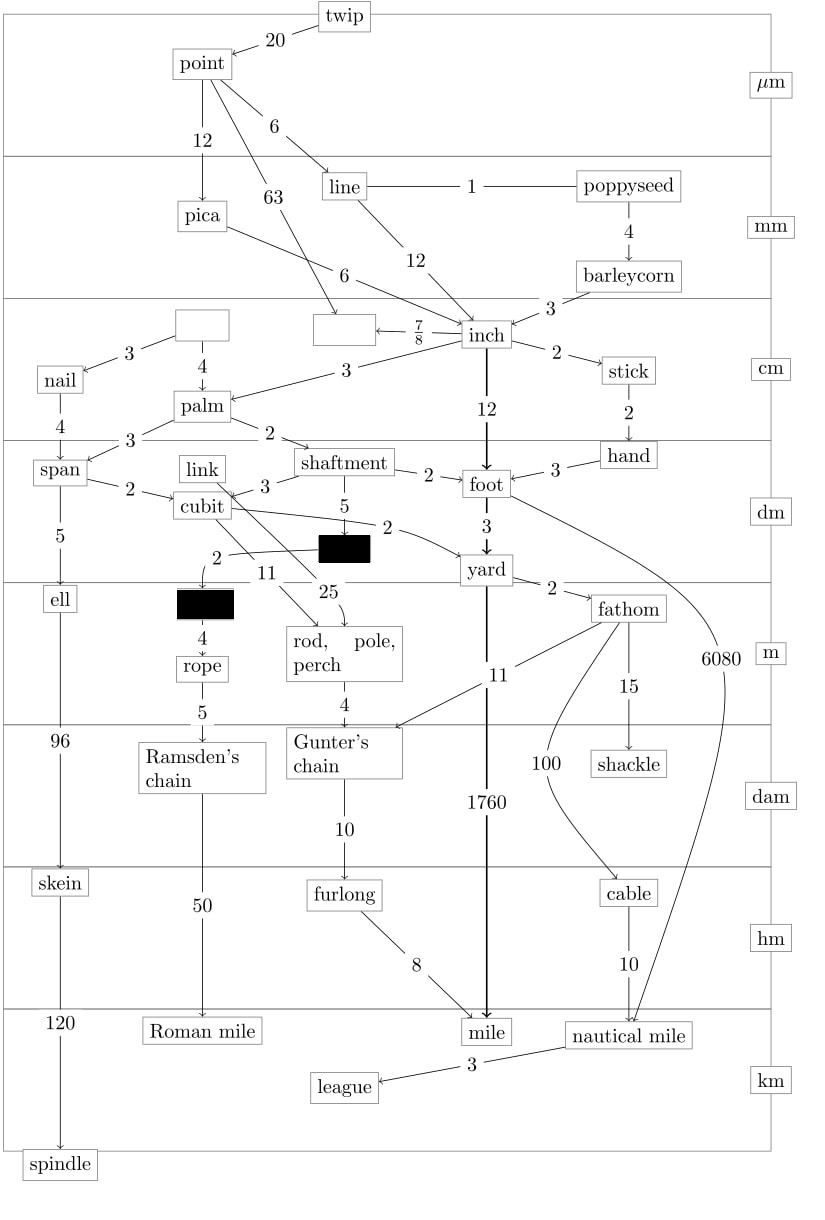 twip
20
point
μm
6
12
line
1
poppyseed
63
pica
mm
4
12
6
barleycorn
3
7/8
inch
3
2
4
stick
cm
nail
3
palm
12
2
4
2
3
hand
shaftment
span
link
2
3
foot
3
2
cubit
5
dm
2
3
5
2
11
yard
2
25
ell
fathom
4
rod, pole,
perch
rope
m
6080
11
15
4
5
96
Gunter's
chain
Ramsden's
chain
100
shackle
dam
1760
10
skein
furlong
cable
50
hm
8
10
120
Roman mile
mile
nautical mile
3
league
km
spindle